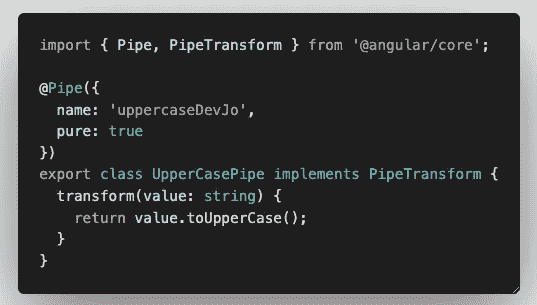 import { Pipe, PipeTransform } from '@angular/core';
@Pipe({
name: 'uppercaseDevJo',
pure: true
})
export class UpperCasePipe implements PipeTransform {
transform(value: string) {
return value.toUpperCase();
}
}